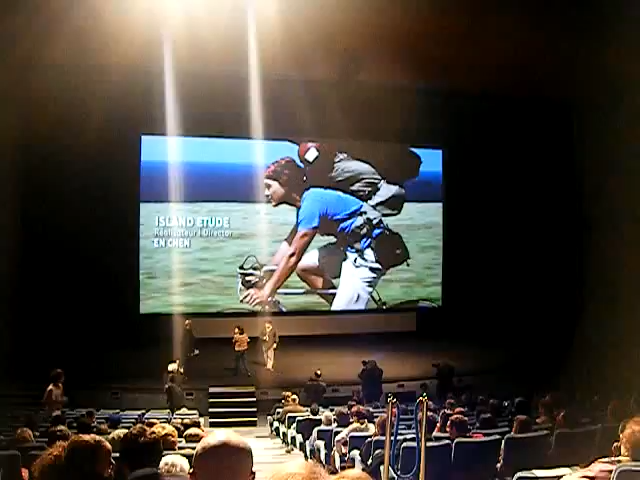 ISLAND ETUDE
Réalisateur | Director
EN CHEN